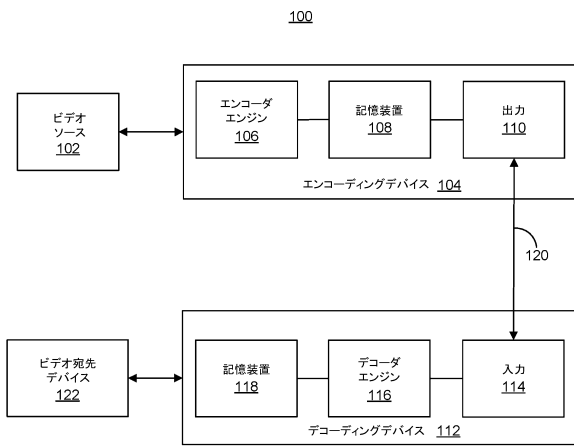 100
ビデオ
ソース
102
エンコーダ
エンジン
106
記憶装置
108
出力
110
エンコーディングデバイス 104
120
ビデオ宛先
デバイス
122
記憶装置
118
デコーダ
エンジン
116
入力
114
デコーディングデバイス 112